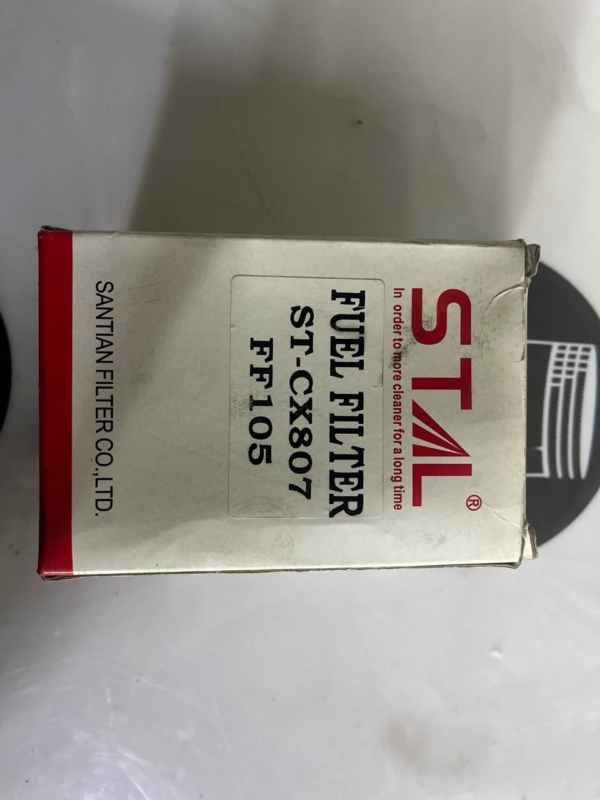 STAL®
In order to more cleaner for a long time
FUEL FILTER
ST-CX807
FF105
SANTIAN FILTER CO.,LTD.